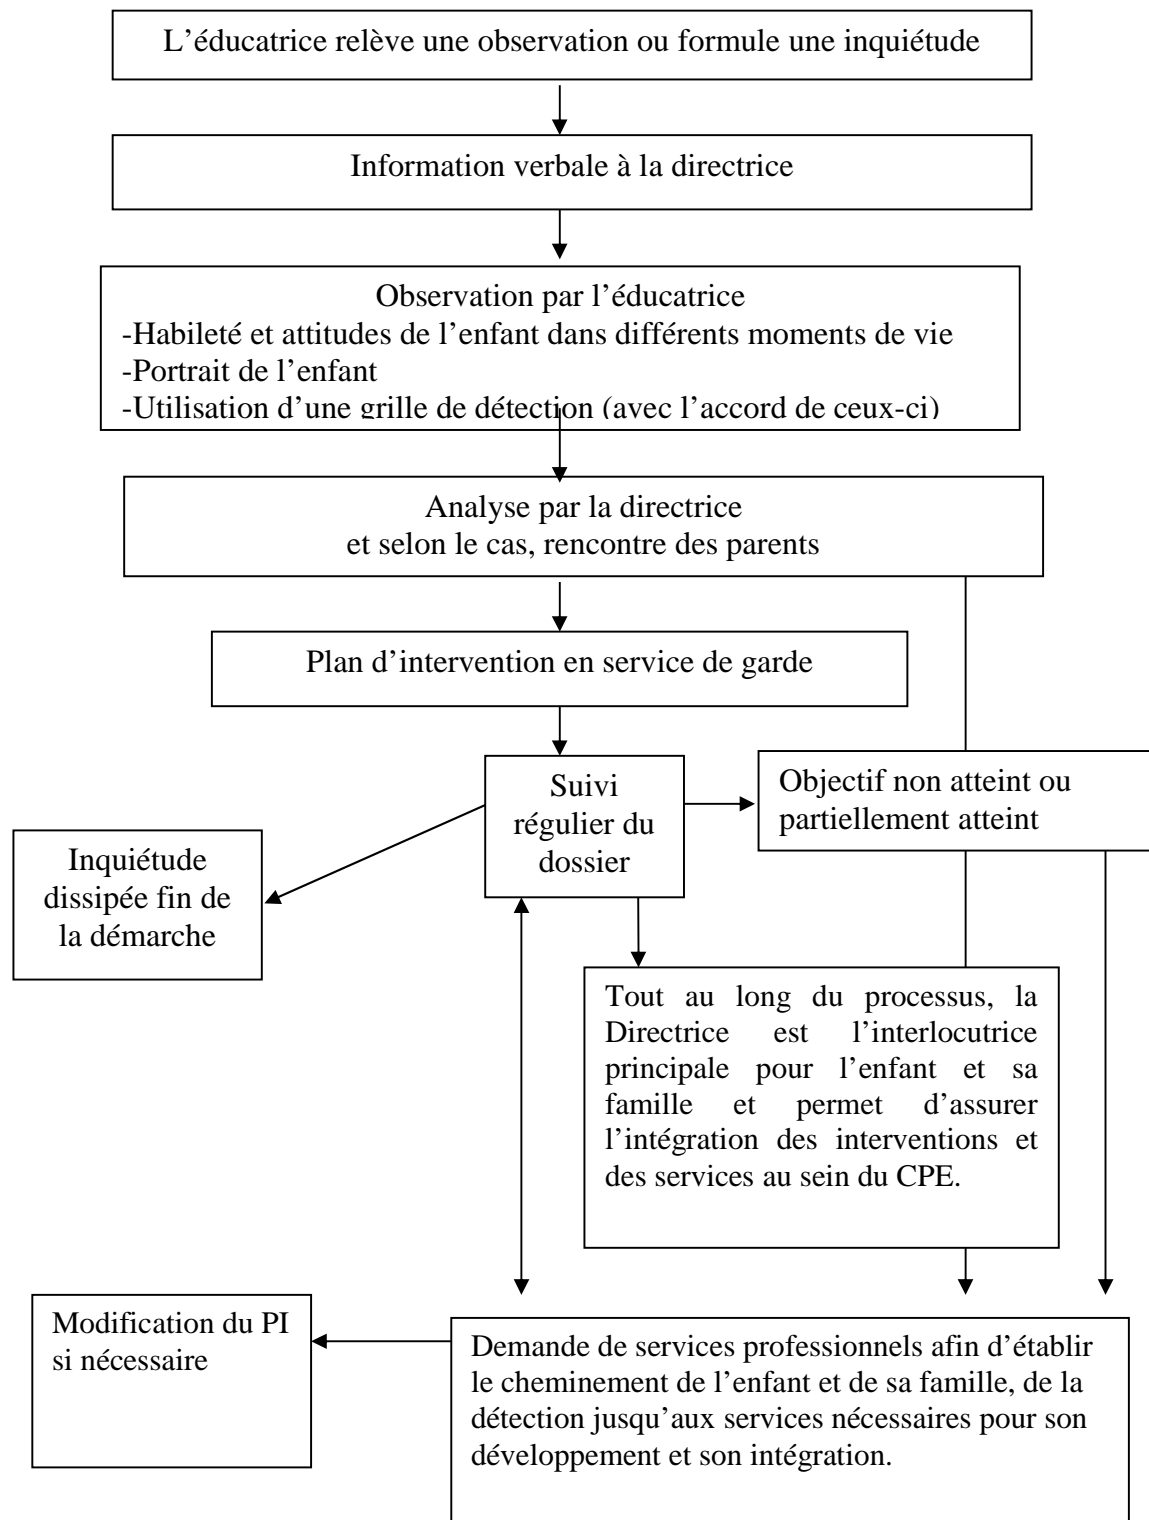 L’éducatrice relève une observation ou formule une inquiétude
Information verbale à la directrice
Observation par l’éducatrice
-Habileté et attitudes de l’enfant dans différents moments de vie
-Portrait de l’enfant
-Utilisation d’une grille de détection (avec l’accord de ceux-ci)
Analyse par la directrice
et selon le cas, rencontre des parents
Plan d’intervention en service de garde
Suivi
régulier du
dossier
Objectif non atteint ou
partiellement atteint
Inquiétude
dissipée fin de
la démarche
Tout au long du processus, la
Directrice est l’interlocutrice
principale pour l’enfant et sa
famille et permet d’assurer
l’intégration des interventions et
des services au sein du CPE.
Modification du PI
si nécessaire
Demande de services professionnels afin d’établir
le cheminement de l’enfant et de sa famille, de la
détection jusqu’aux services nécessaires pour son
développement et son intégration.